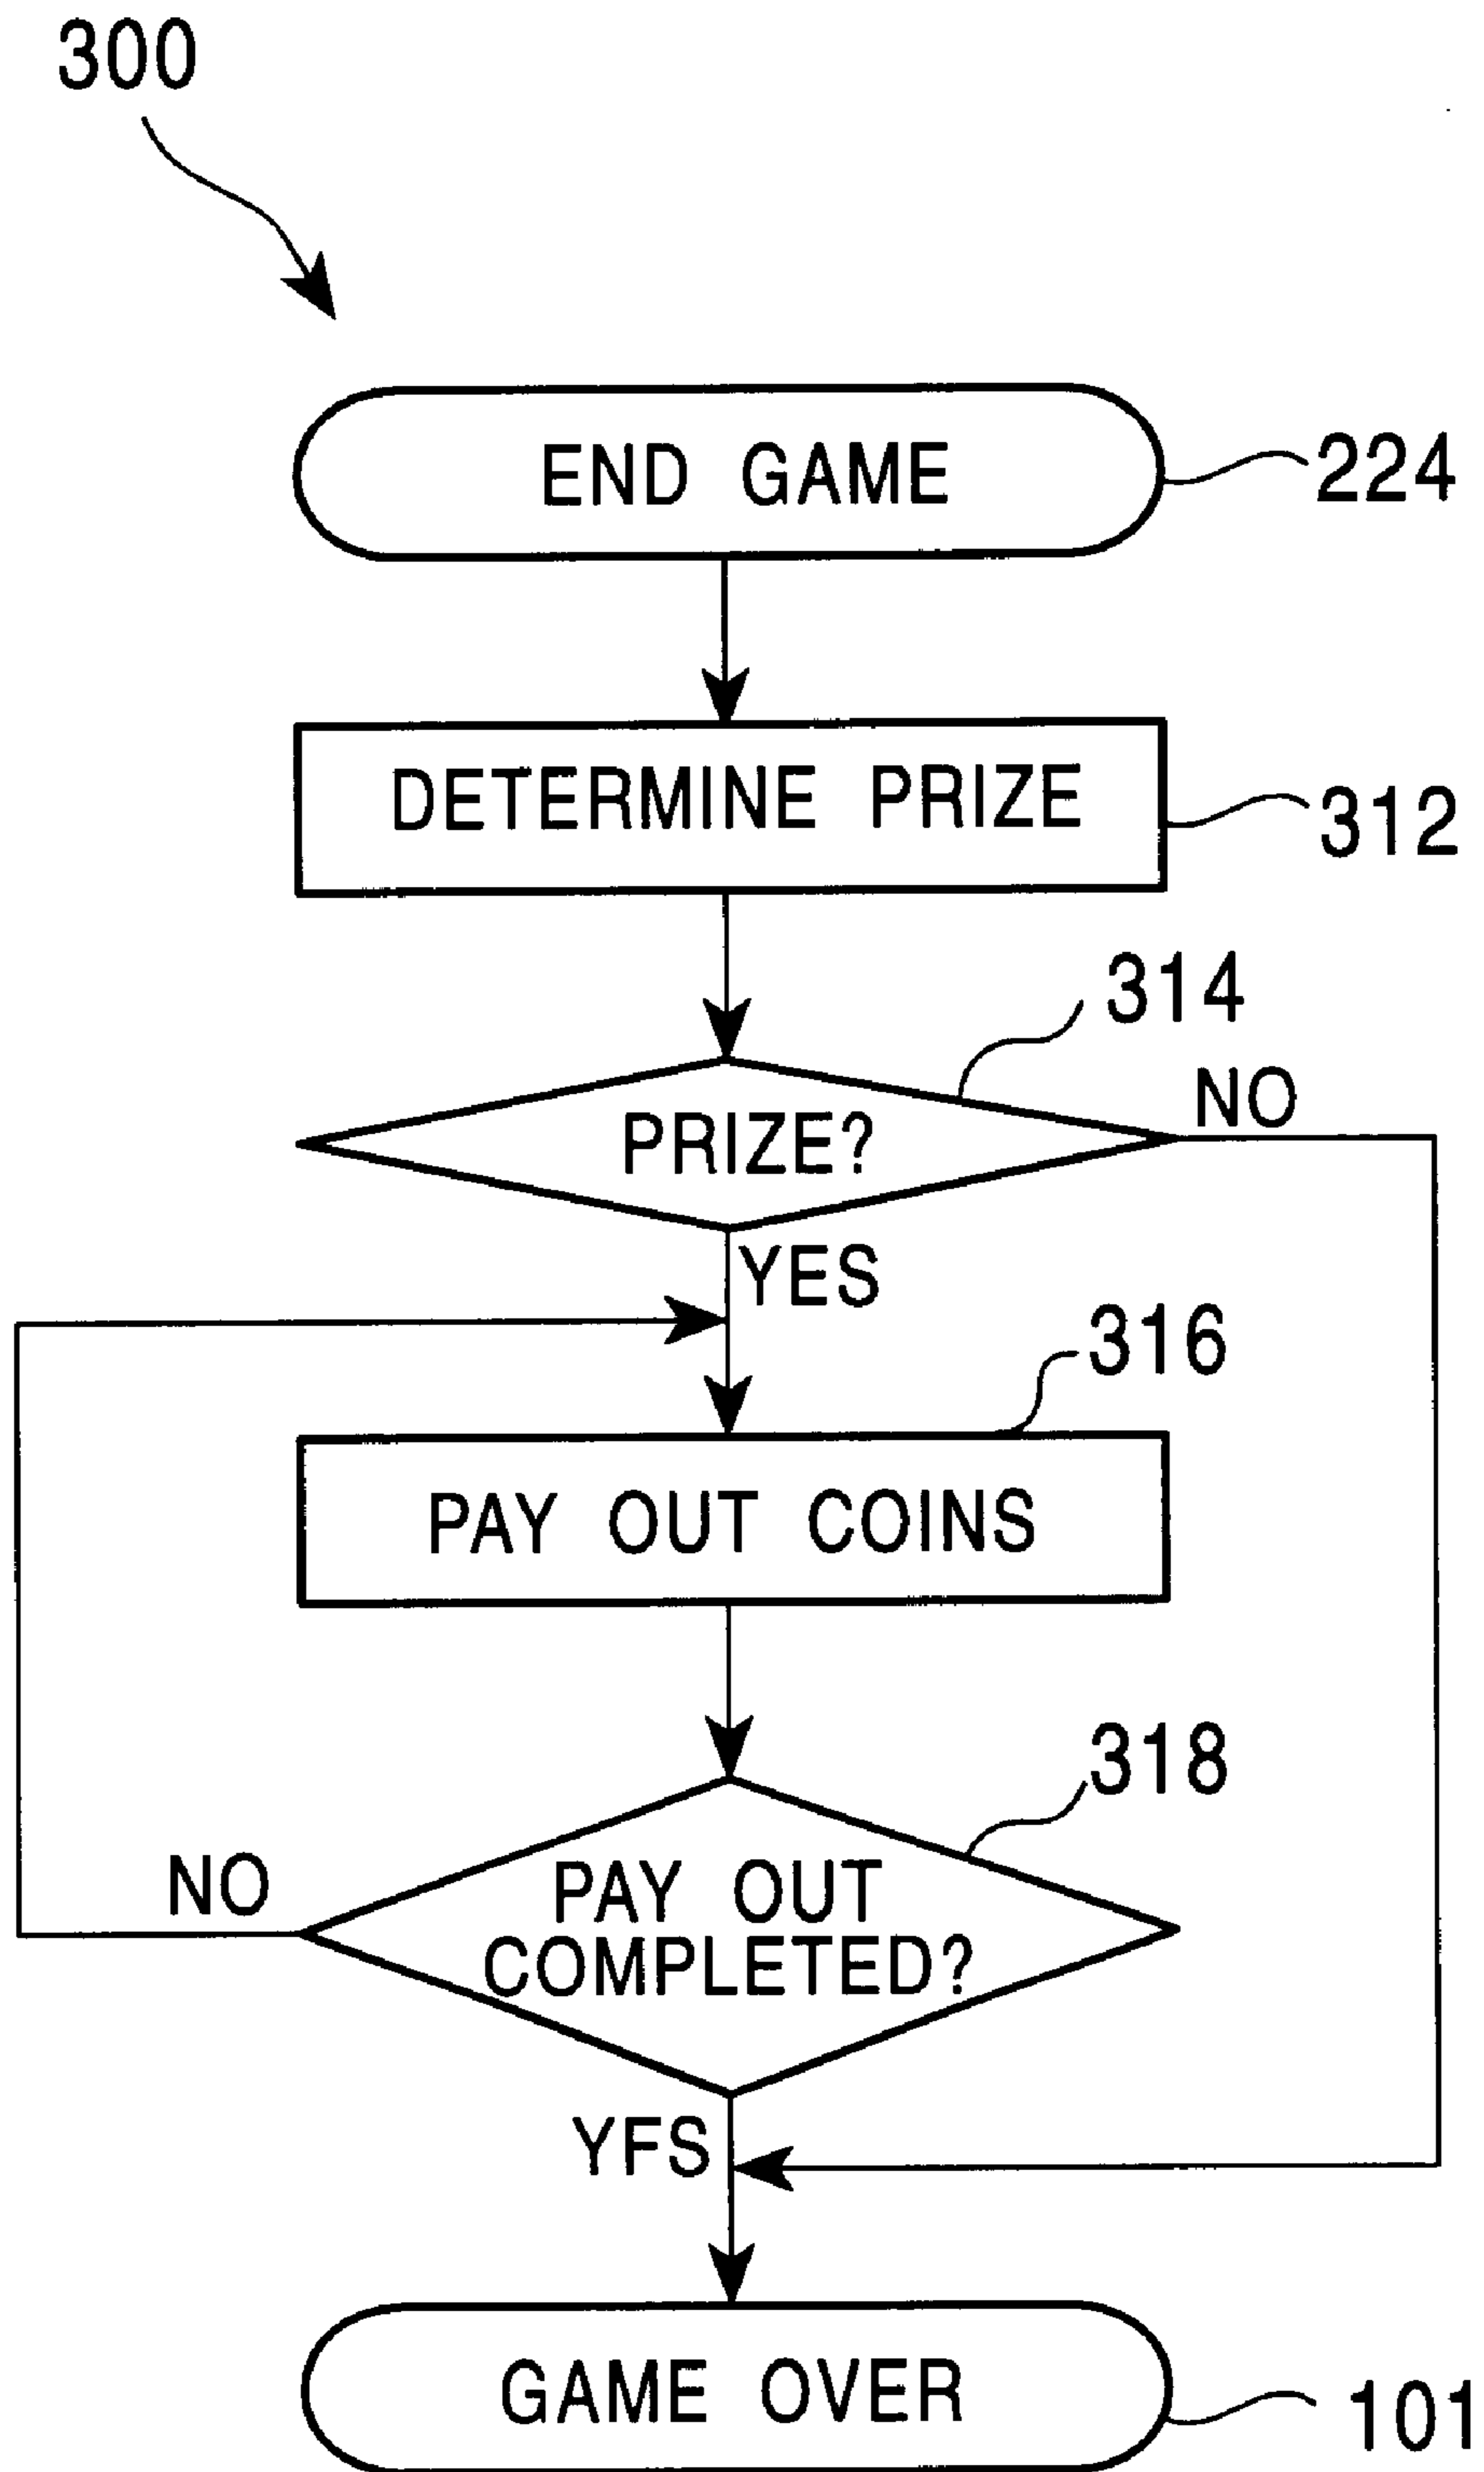 300
END GAME
224
DETERMINE PRIZE
312
314
PRIZE?
NO
YES
316
PAY OUT COINS
318
NO
PAY OUT
COMPLETED?
YFS
GAME OVER
101